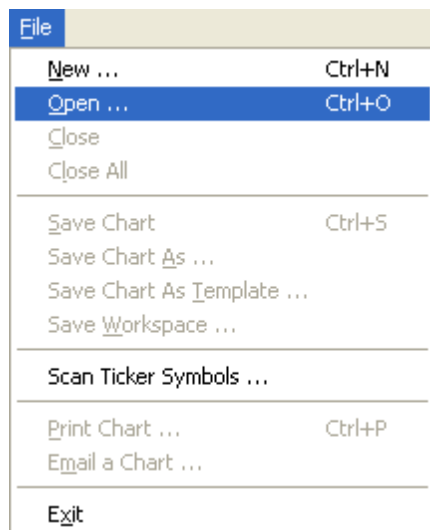 File
New ... Ctrl+N
Open ... Ctrl+O
Close
Close All
Save Chart Ctrl+S
Save Chart As ...
Save Chart As Template ...
Save Workspace ...
Scan Ticker Symbols ...
Print Chart ... Ctrl+P
Email a Chart ...
Exit